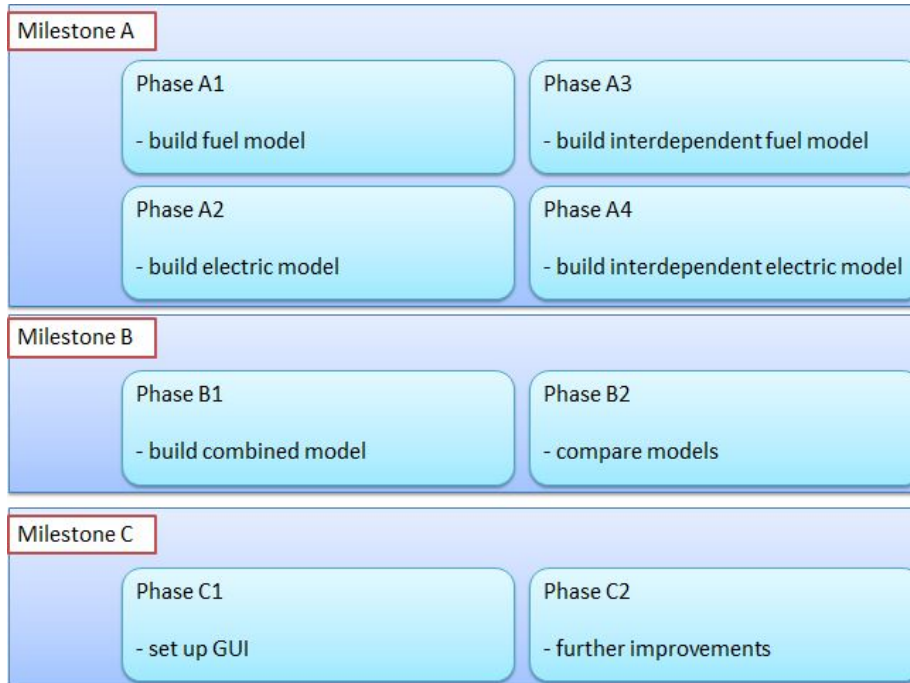 Milestone A
Phase A1
- build fuel model
Phase A3
- build interdependent fuel model
Phase A2
- build electric model
Phase A4
- build interdependent electric model
Milestone B
Phase B1
- build combined model
Phase B2
- compare models
Milestone C
Phase C1
- set up GUI
Phase C2
- further improvements